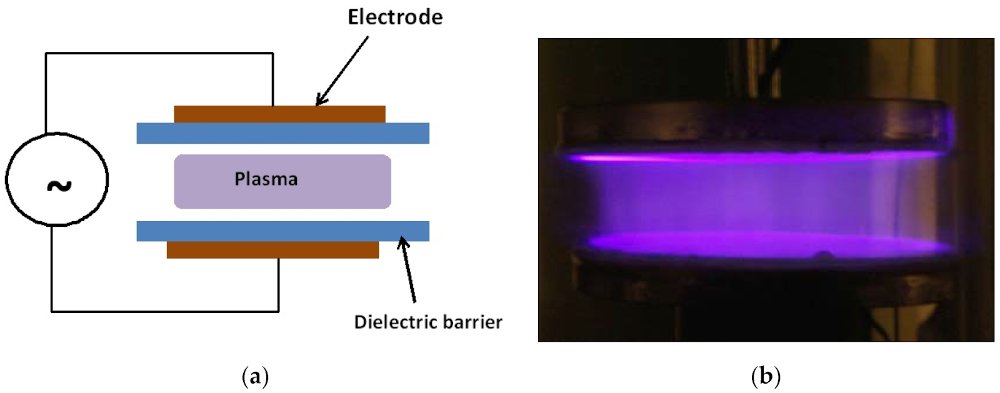 Electrode
~
Plasma
Dielectric barrier
(a)
(b)